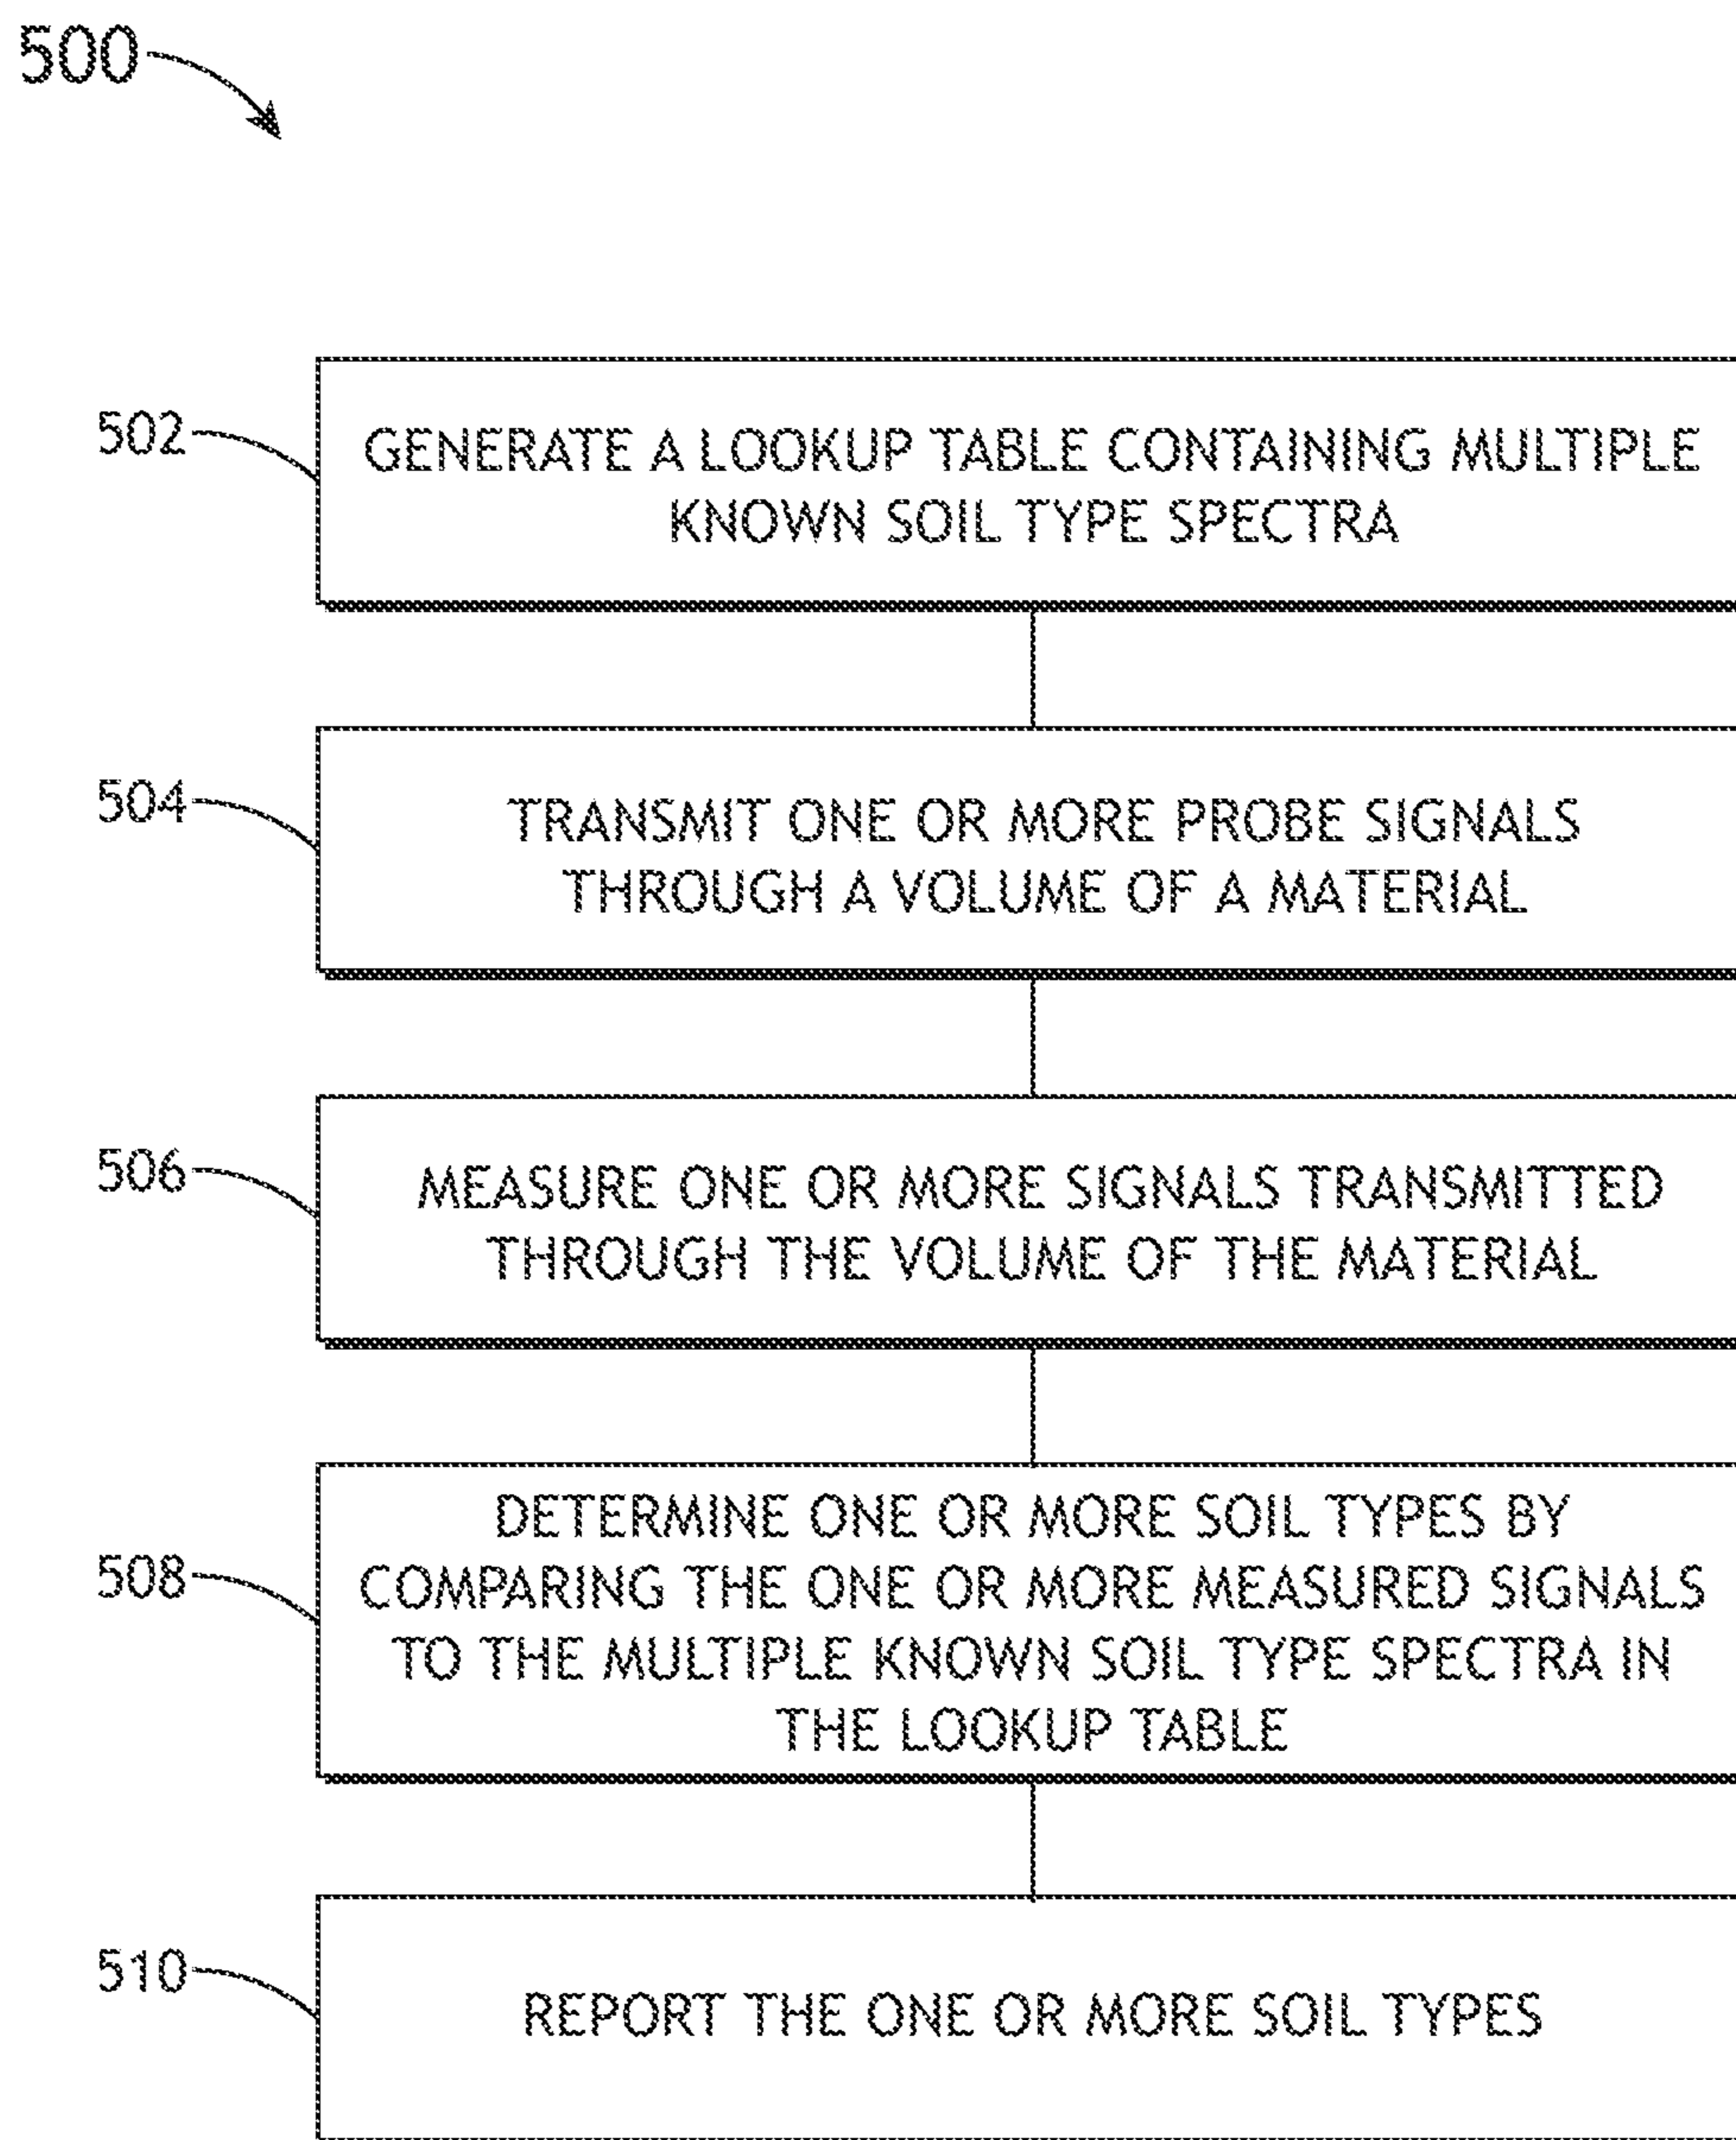 500
502
GENERATE A LOOKUP TABLE CONTAINING MULTIPLE
KNOWN SOIL TYPE SPECTRA
504
TRANSMIT ONE OR MORE PROBE SIGNALS
THROUGH A VOLUME OF A MATERIAL
506
MEASURE ONE OR MORE SIGNALS TRANSMITTED
THROUGH THE VOLUME OF THE MATERIAL
508
DETERMINE ONE OR MORE SOIL TYPES BY
COMPARING THE ONE OR MORE MEASURED SIGNALS
TO THE MULTIPLE KNOWN SOIL TYPE SPECTRA IN
THE LOOKUP TABLE
510
REPORT THE ONE OR MORE SOIL TYPES